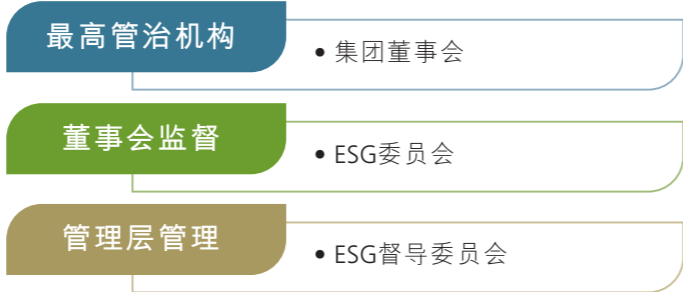 最高管治机构
• 集团董事会
董事会监督
• ESG委员会
管理层管理
• ESG督导委员会